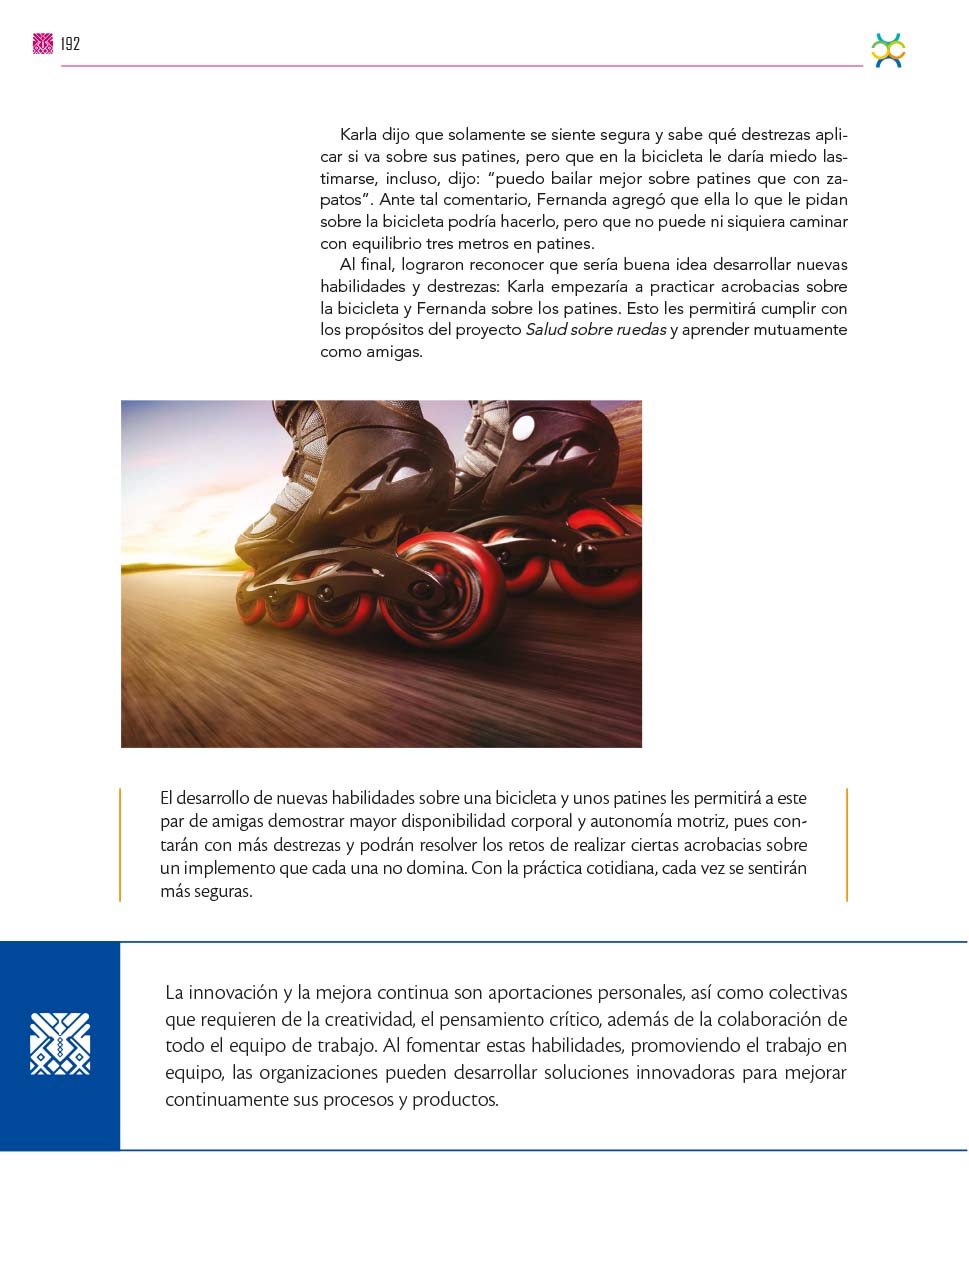 192
Karla dijo que solamente se siente segura y sabe qué destrezas apli-
car si va sobre sus patines, pero que en la bicicleta le daría miedo las-
timarse, incluso, dijo: “puedo bailar mejor sobre patines que con za-
patos”. Ante tal comentario, Fernanda agregó que ella lo que le pidan
sobre la bicicleta podría hacerlo, pero que no puede ni siquiera caminar
con equilibrio tres metros en patines.
Al final, lograron reconocer que sería buena idea desarrollar nuevas
habilidades y destrezas: Karla empezaría a practicar acrobacias sobre
la bicicleta y Fernanda sobre los patines. Esto les permitirá cumplir con
los propósitos del proyecto Salud sobre ruedas y aprender mutuamente
como amigas.
El desarrollo de nuevas habilidades sobre una bicicleta y unos patines les permitirá a este
par de amigas demostrar mayor disponibilidad corporal y autonomía motriz, pues con-
tarán con más destrezas y podrán resolver los retos de realizar ciertas acrobacias sobre
un implemento que cada una no domina. Con la práctica cotidiana, cada vez se sentirán
más seguras.
La innovación y la mejora continua son aportaciones personales, así como colectivas
que requieren de la creatividad, el pensamiento crítico, además de la colaboración de
todo el equipo de trabajo. Al fomentar estas habilidades, promoviendo el trabajo en
equipo, las organizaciones pueden desarrollar soluciones innovadoras para mejorar
continuamente sus procesos y productos.